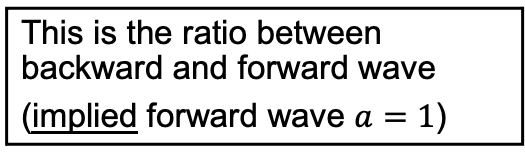 This is the ratio between
backward and forward wave
(implied forward wave 𝑎 = 1)